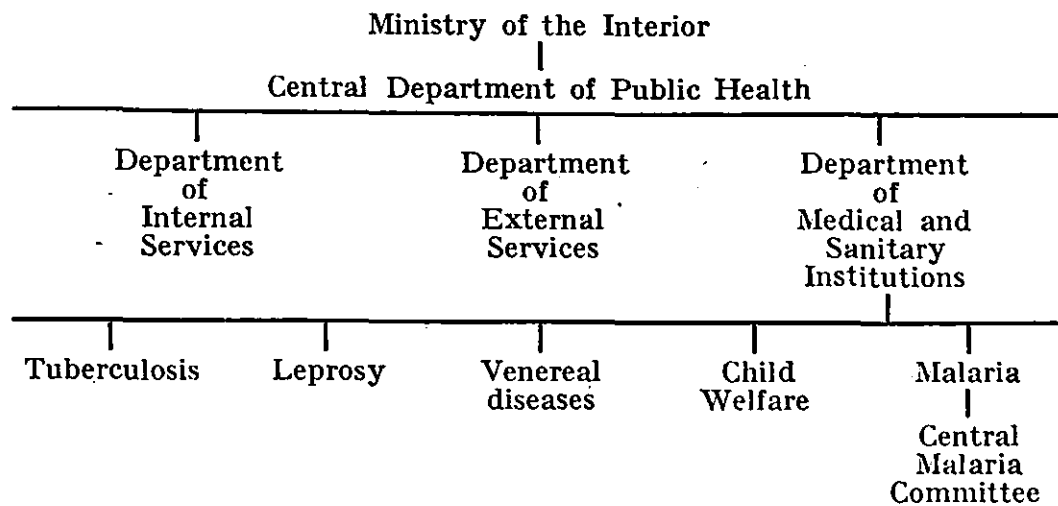 Ministry of the Interior
Central Department of Public Health
Department
of
Internal
Services
Department
of
External
Services
Department
of
Medical and
Sanitary
Institutions
Tuberculosis
Leprosy
Venereal
diseases
Child
Welfare
Malaria
Central
Malaria
Committee